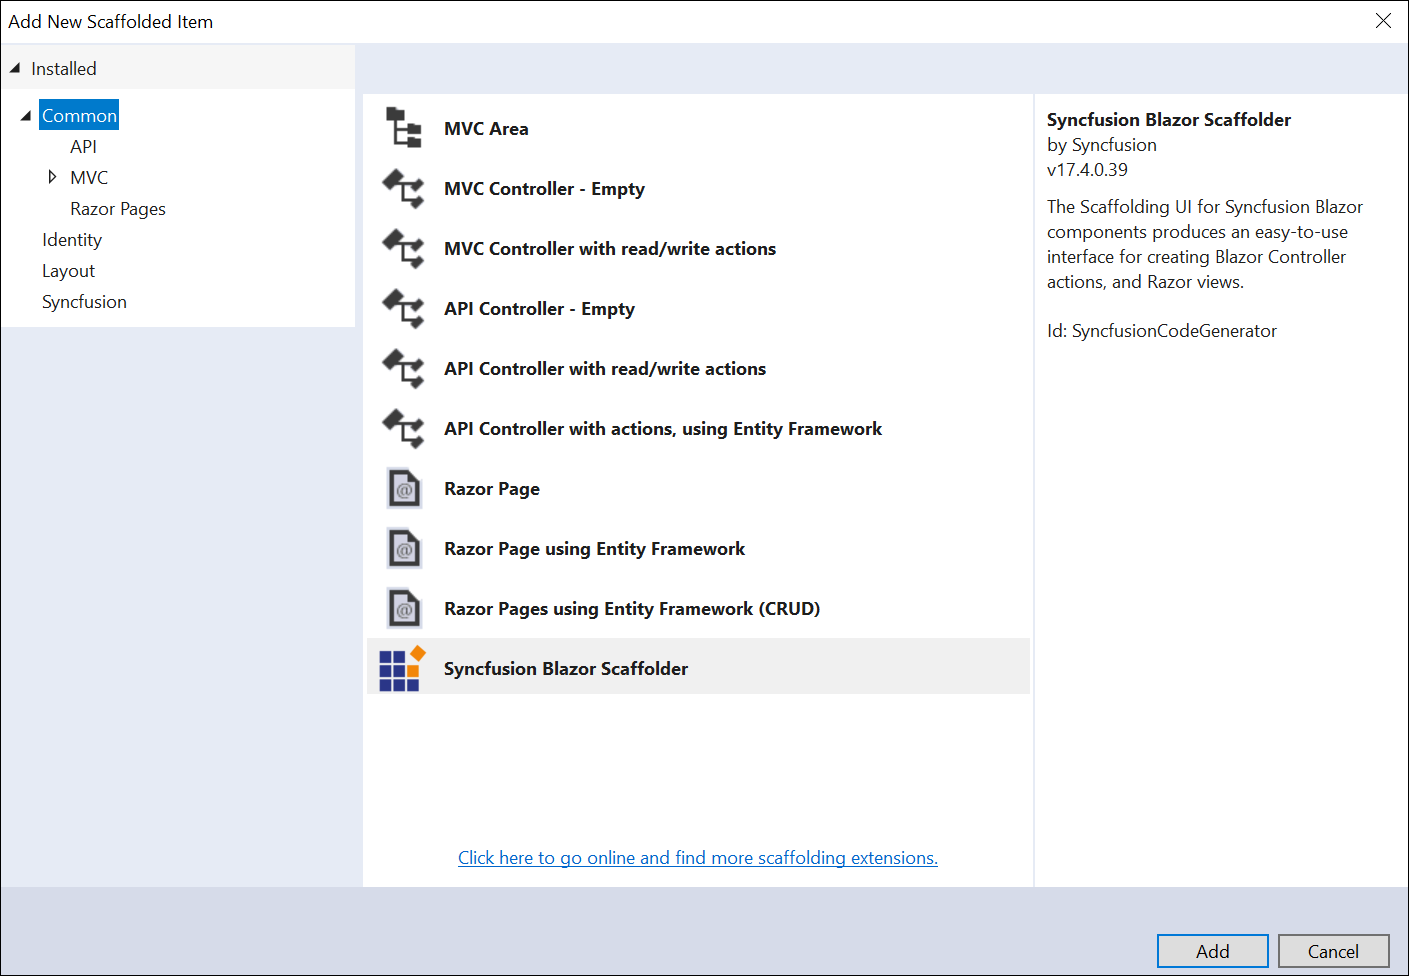 Add New Scaffolded Item
Installed
Common
API
MVC
Razor Pages
Identity
Layout
Syncfusion
MVC Area
MVC Controller - Empty
MVC Controller with read/write actions
API Controller - Empty
API Controller with read/write actions
API Controller with actions, using Entity Framework
Razor Page
Razor Page using Entity Framework
Razor Pages using Entity Framework (CRUD)
Syncfusion Blazor Scaffolder
Click here to go online and find more scaffolding extensions.
Syncfusion Blazor Scaffolder
by Syncfusion
v17.4.0.39
The Scaffolding UI for Syncfusion Blazor
components produces an easy-to-use
interface for creating Blazor Controller
actions, and Razor views.
Id: SyncfusionCodeGenerator
Add
Cancel